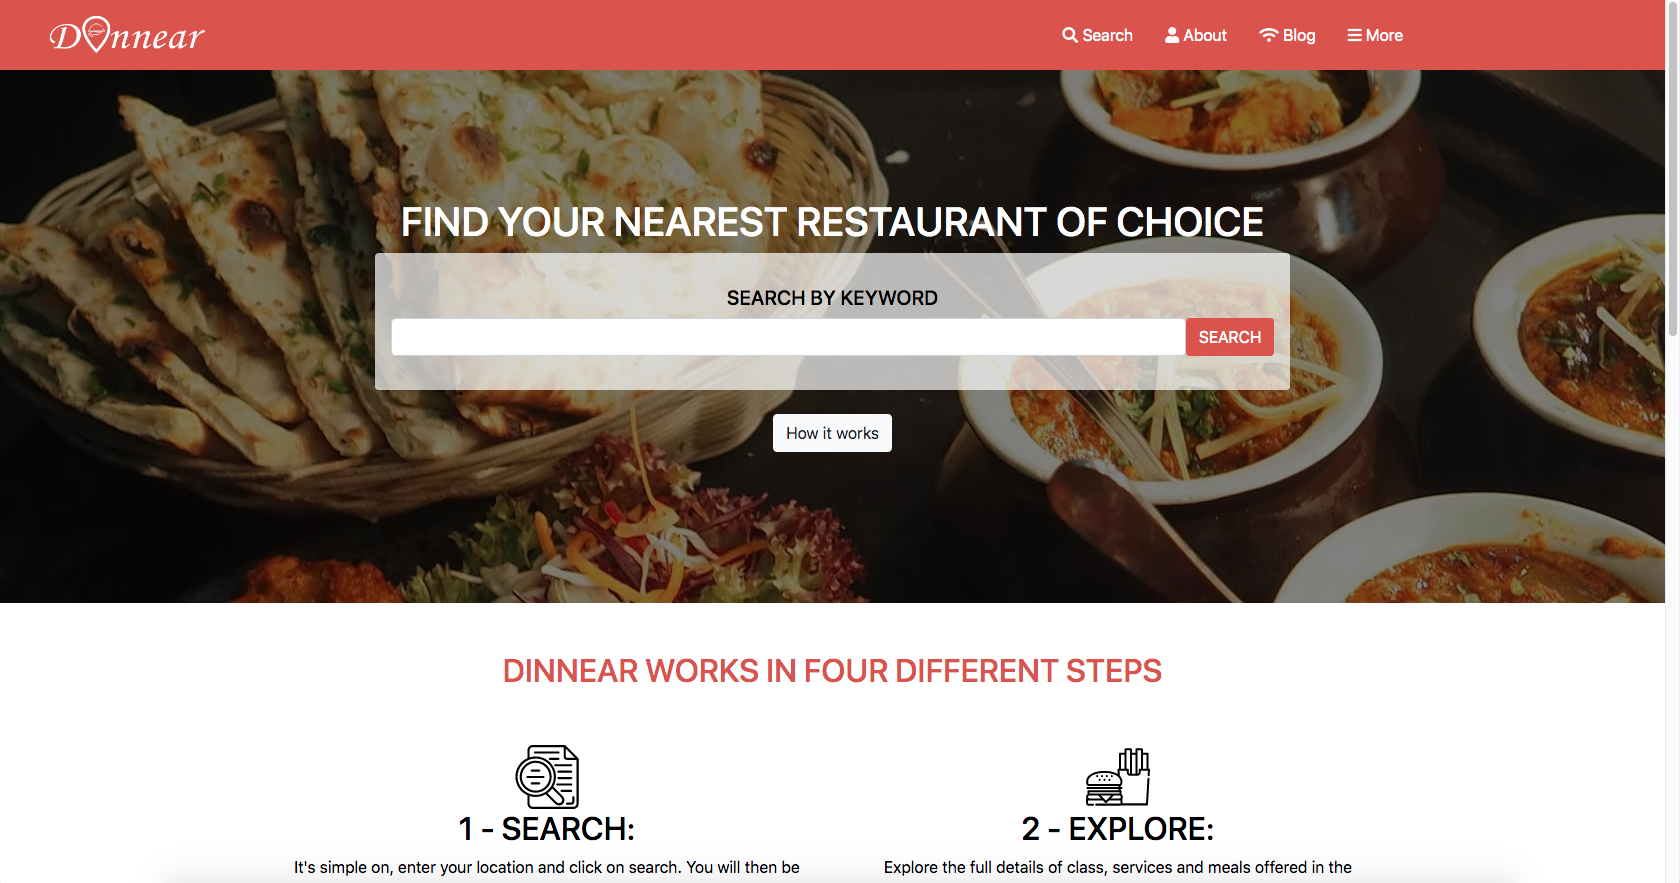 Dinnear
Search
About
Blog
More
FIND YOUR NEAREST RESTAURANT OF CHOICE
SEARCH BY KEYWORD
SEARCH
How it works
DINNEAR WORKS IN FOUR DIFFERENT STEPS
1 - SEARCH:
It's simple on, enter your location and click on search. You will then be
2 - EXPLORE:
Explore the full details of class, services and meals offered in the